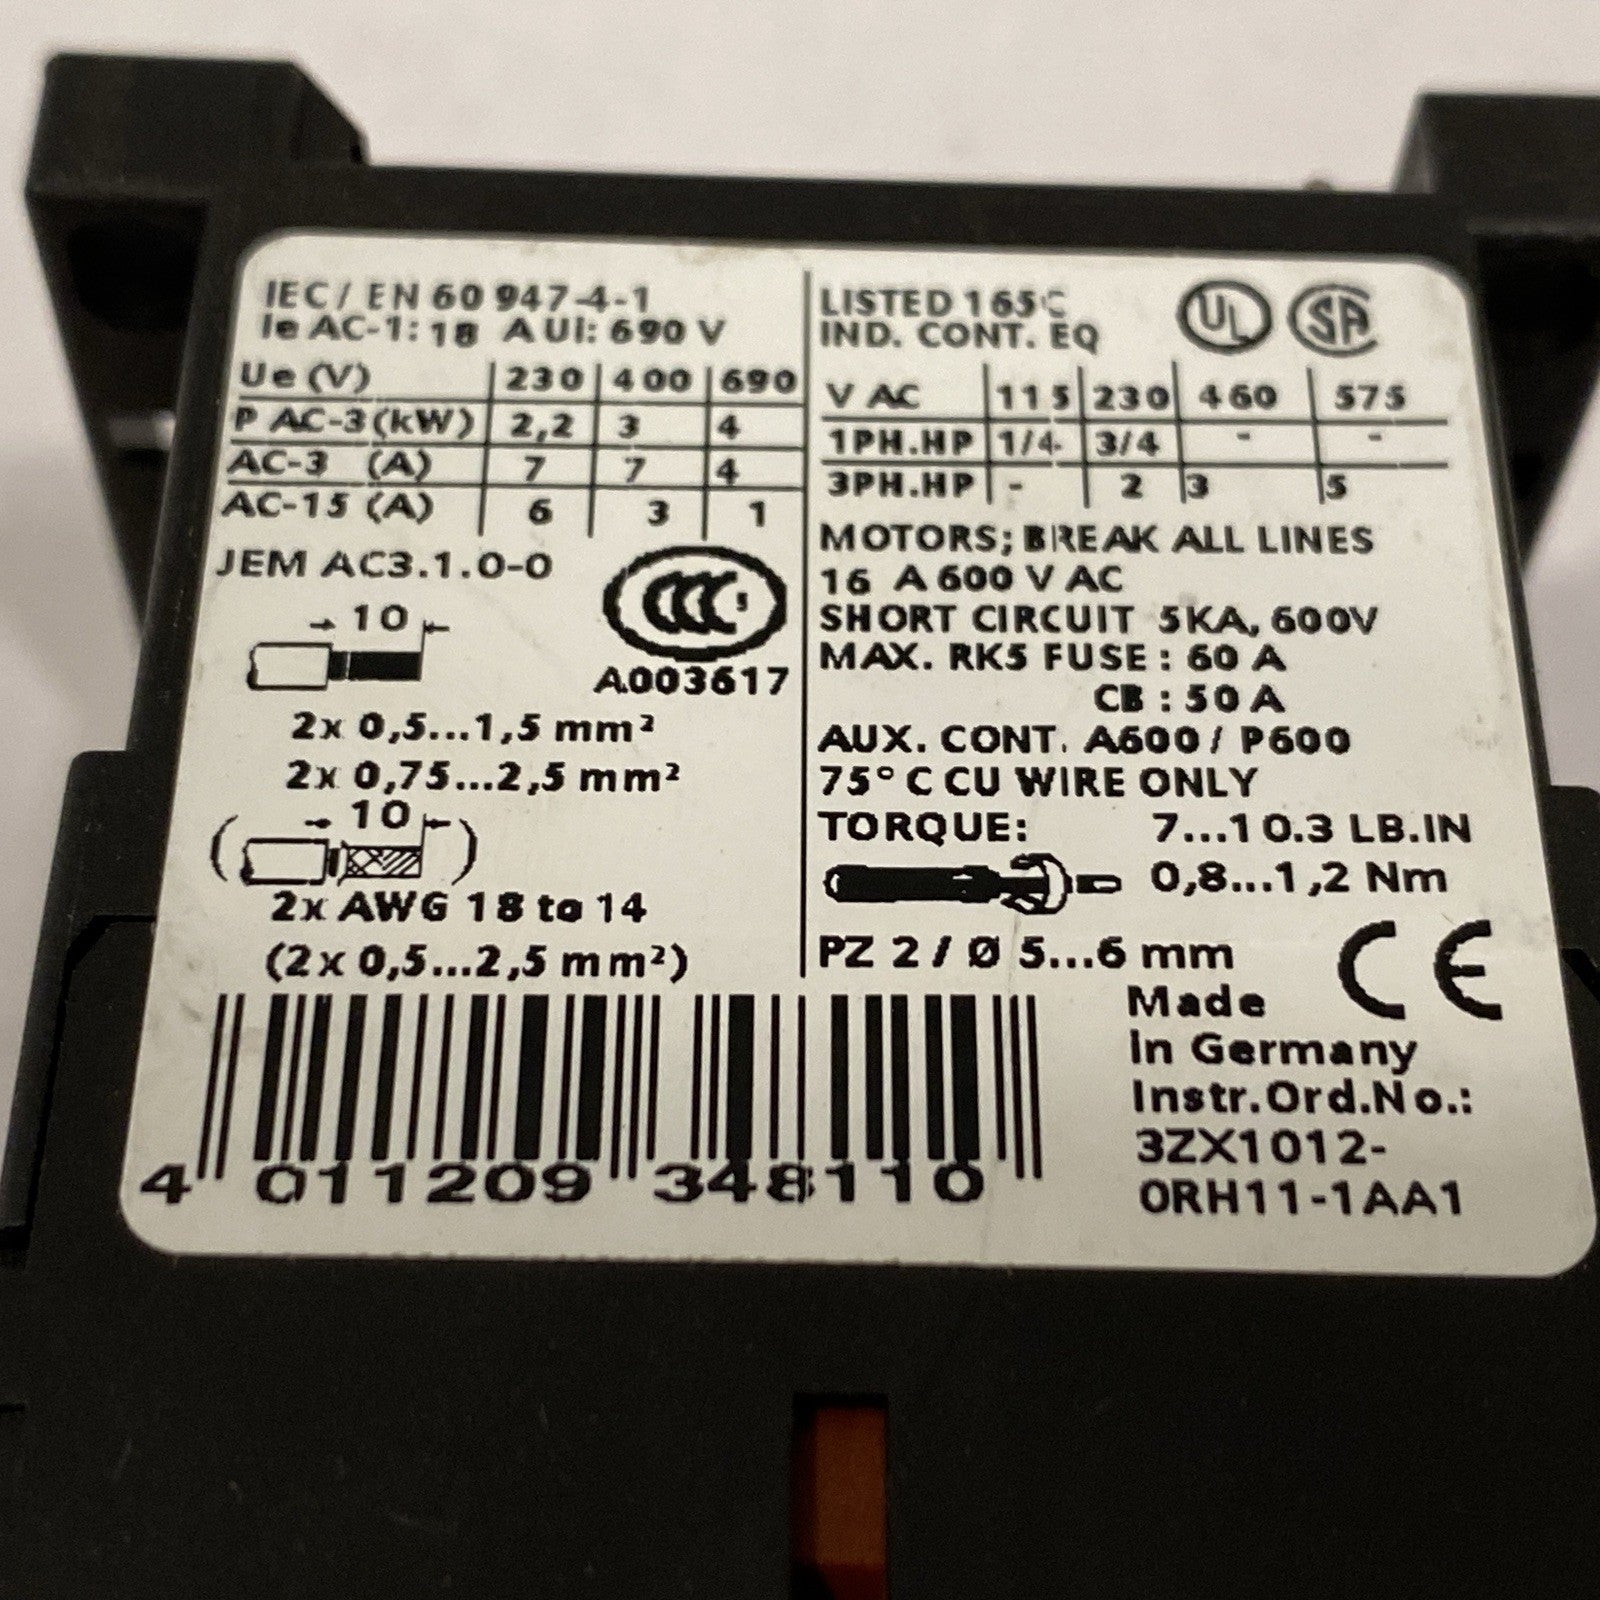 IEC/ EN 60 947-4-1
Ie AC-1: 18 A Ui: 690 V
Ue (V) 230 400 690
P AC-3 (kW) 2,2 3 4
AC-3 (A) 7 7 4
AC-15 (A) 6 3 1
JEM AC3.1.0-0
CCC S
A003617
10
2x 0,5...1,5 mm²
2x 0,75...2,5 mm²
( 10 )
2x AWG 18 to 14
(2x 0,5...2,5 mm²)
LISTED 165C
IND. CONT. EQ
UL SA
V AC 115 230 460 575
1PH.HP 1/4 3/4 - -
3PH.HP - 2 3 5
MOTORS; BREAK ALL LINES
16 A 600 V AC
SHORT CIRCUIT 5KA, 600V
MAX. RK5 FUSE : 60 A
CB : 50 A
AUX. CONT. A600 / P600
75° C CU WIRE ONLY
TORQUE: 7...10.3 LB.IN
0,8...1,2 Nm
PZ 2 / Ø 5...6 mm
CE
Made
in Germany
Instr.Ord.No.:
3ZX1012-
0RH11-1AA1
4 011209 348110